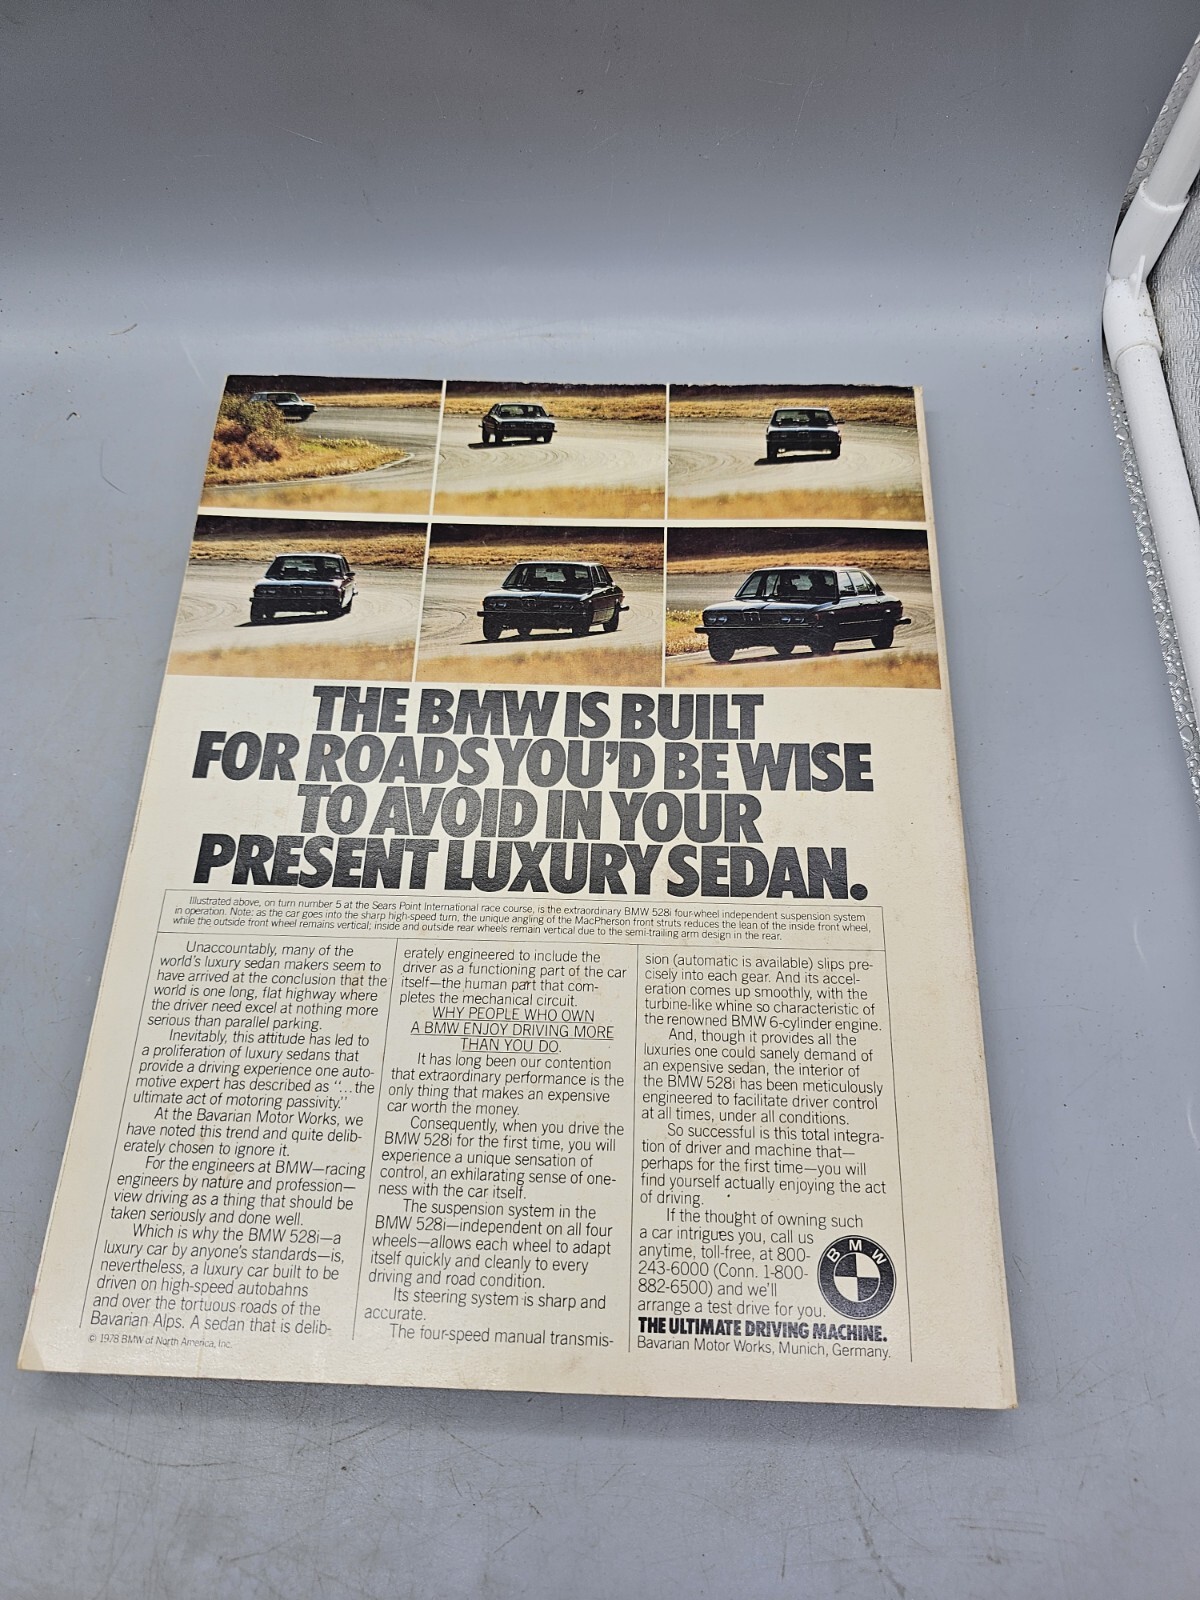 THE BMW IS BUILT
FOR ROADS YOU'D BE WISE
TO AVOID IN YOUR
PRESENT LUXURY SEDAN.
Illustrated above, on turn number 5 at the Sears Point International race course, is the extraordinary BMW 528i four-wheel independent suspension system
in operation. Note: as the car goes into the sharp high-speed turn, the unique angling of the MacPherson front struts reduces the lean of the inside front wheel,
while the outside front wheel remains vertical; inside and outside rear wheels remain vertical due to the semi-trailing arm design in the rear.
Unaccountably, many of the
world's luxury sedan makers seem to
have arrived at the conclusion that the
world is one long, flat highway where
the driver need excel at nothing more
serious than parallel parking.
Inevitably, this attitude has led to
a proliferation of luxury sedans that
provide a driving experience one auto-
motive expert has described as "...the
ultimate act of motoring passivity."
At the Bavarian Motor Works, we
have noted this trend and quite delib-
erately chosen to ignore it.
For the engineers at BMW—racing
engineers by nature and profession—
view driving as a thing that should be
taken seriously and done well.
Which is why the BMW 528i—a
luxury car by anyone's standards—is,
nevertheless, a luxury car built to be
driven on high-speed autobahns
and over the tortuous roads of the
Bavarian Alps. A sedan that is delib-
© 1978 BMW of North America, Inc.
erately engineered to include the
driver as a functioning part of the car
itself—the human part that com-
pletes the mechanical circuit.
WHY PEOPLE WHO OWN
A BMW ENJOY DRIVING MORE
THAN YOU DO.
It has long been our contention
that extraordinary performance is the
only thing that makes an expensive
car worth the money.
Consequently, when you drive the
BMW 528i for the first time, you will
experience a unique sensation of
control, an exhilarating sense of one-
ness with the car itself.
The suspension system in the
BMW 528i—independent on all four
wheels—allows each wheel to adapt
itself quickly and cleanly to every
driving and road condition.
Its steering system is sharp and
accurate.
The four-speed manual transmis-
sion (automatic is available) slips pre-
cisely into each gear. And its accel-
eration comes up smoothly, with the
turbine-like whine so characteristic of
the renowned BMW 6-cylinder engine.
And, though it provides all the
luxuries one could sanely demand of
an expensive sedan, the interior of
the BMW 528i has been meticulously
engineered to facilitate driver control
at all times, under all conditions.
So successful is this total integra-
tion of driver and machine that—
perhaps for the first time—you will
find yourself actually enjoying the act
of driving.
If the thought of owning such
a car intrigues you, call us
anytime, toll-free, at 800-
243-6000 (Conn. 1-800-
882-6500) and we'll
arrange a test drive for you.
BMW
THE ULTIMATE DRIVING MACHINE.
Bavarian Motor Works, Munich, Germany.